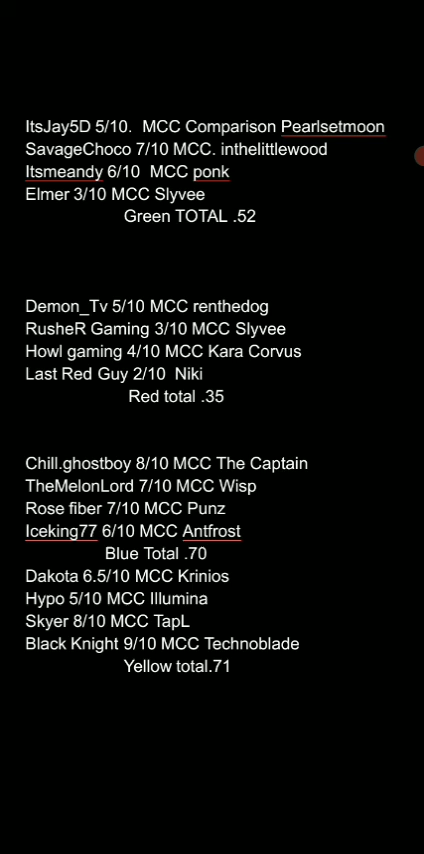 ItsJay5D 5/10.  MCC Comparison Pearlsetmoon
SavageChoco 7/10 MCC. inthelittlewood
Itsmeandy 6/10  MCC ponk
Elmer 3/10 MCC Slyvee
Green TOTAL .52
Demon_Tv 5/10 MCC renthedog
RusheR Gaming 3/10 MCC Slyvee
Howl gaming 4/10 MCC Kara Corvus
Last Red Guy 2/10  Niki
Red total .35
Chill.ghostboy 8/10 MCC The Captain
TheMelonLord 7/10 MCC Wisp
Rose fiber 7/10 MCC Punz
Iceking77 6/10 MCC Antfrost
Blue Total .70
Dakota 6.5/10 MCC Krinios
Hypo 5/10 MCC Illumina
Skyer 8/10 MCC TapL
Black Knight 9/10 MCC Technoblade
Yellow total.71